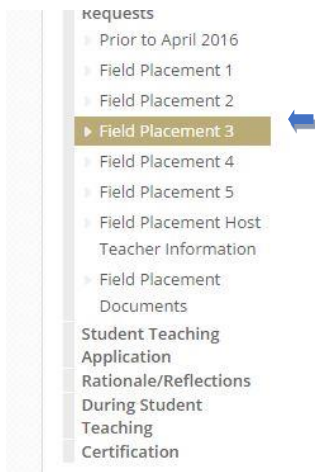 Requests
Prior to April 2016
Field Placement 1
Field Placement 2
Field Placement 3
Field Placement 4
Field Placement 5
Field Placement Host
Teacher Information
Field Placement
Documents
Student Teaching
Application
Rationale/Reflections
During Student
Teaching
Certification